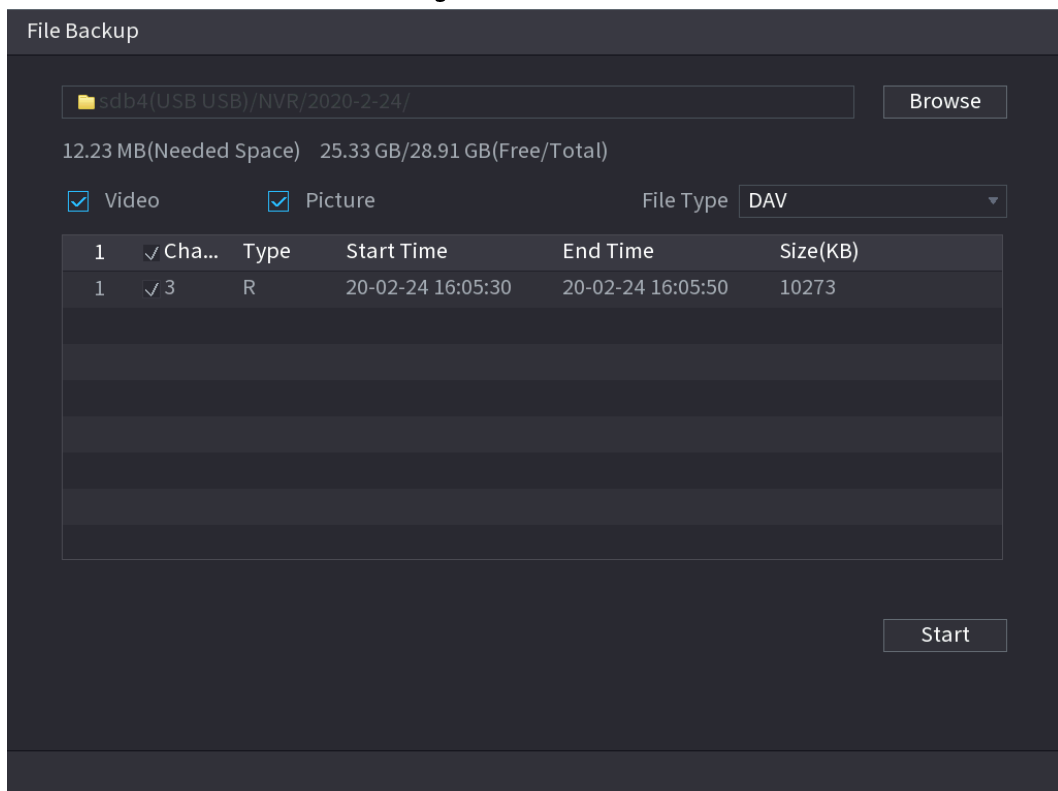 File Backup
sdb4(USB USB)/NVR/2020-2-24/ Browse
12.23 MB(Needed Space) 25.33 GB/28.91 GB(Free/Total)
Video Picture File Type DAV
1 Cha... Type Start Time End Time Size(KB)
1 3 R 20-02-24 16:05:30 20-02-24 16:05:50 10273
Start